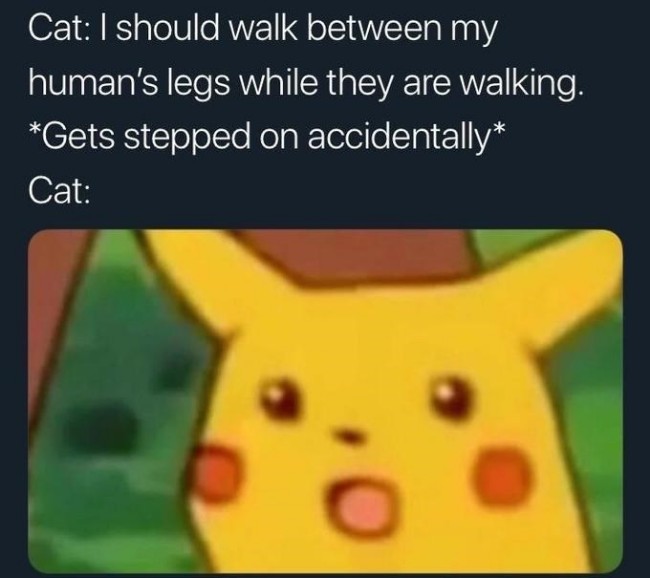 Cat: I should walk between my
human's legs while they are walking.
*Gets stepped on accidentally*
Cat: